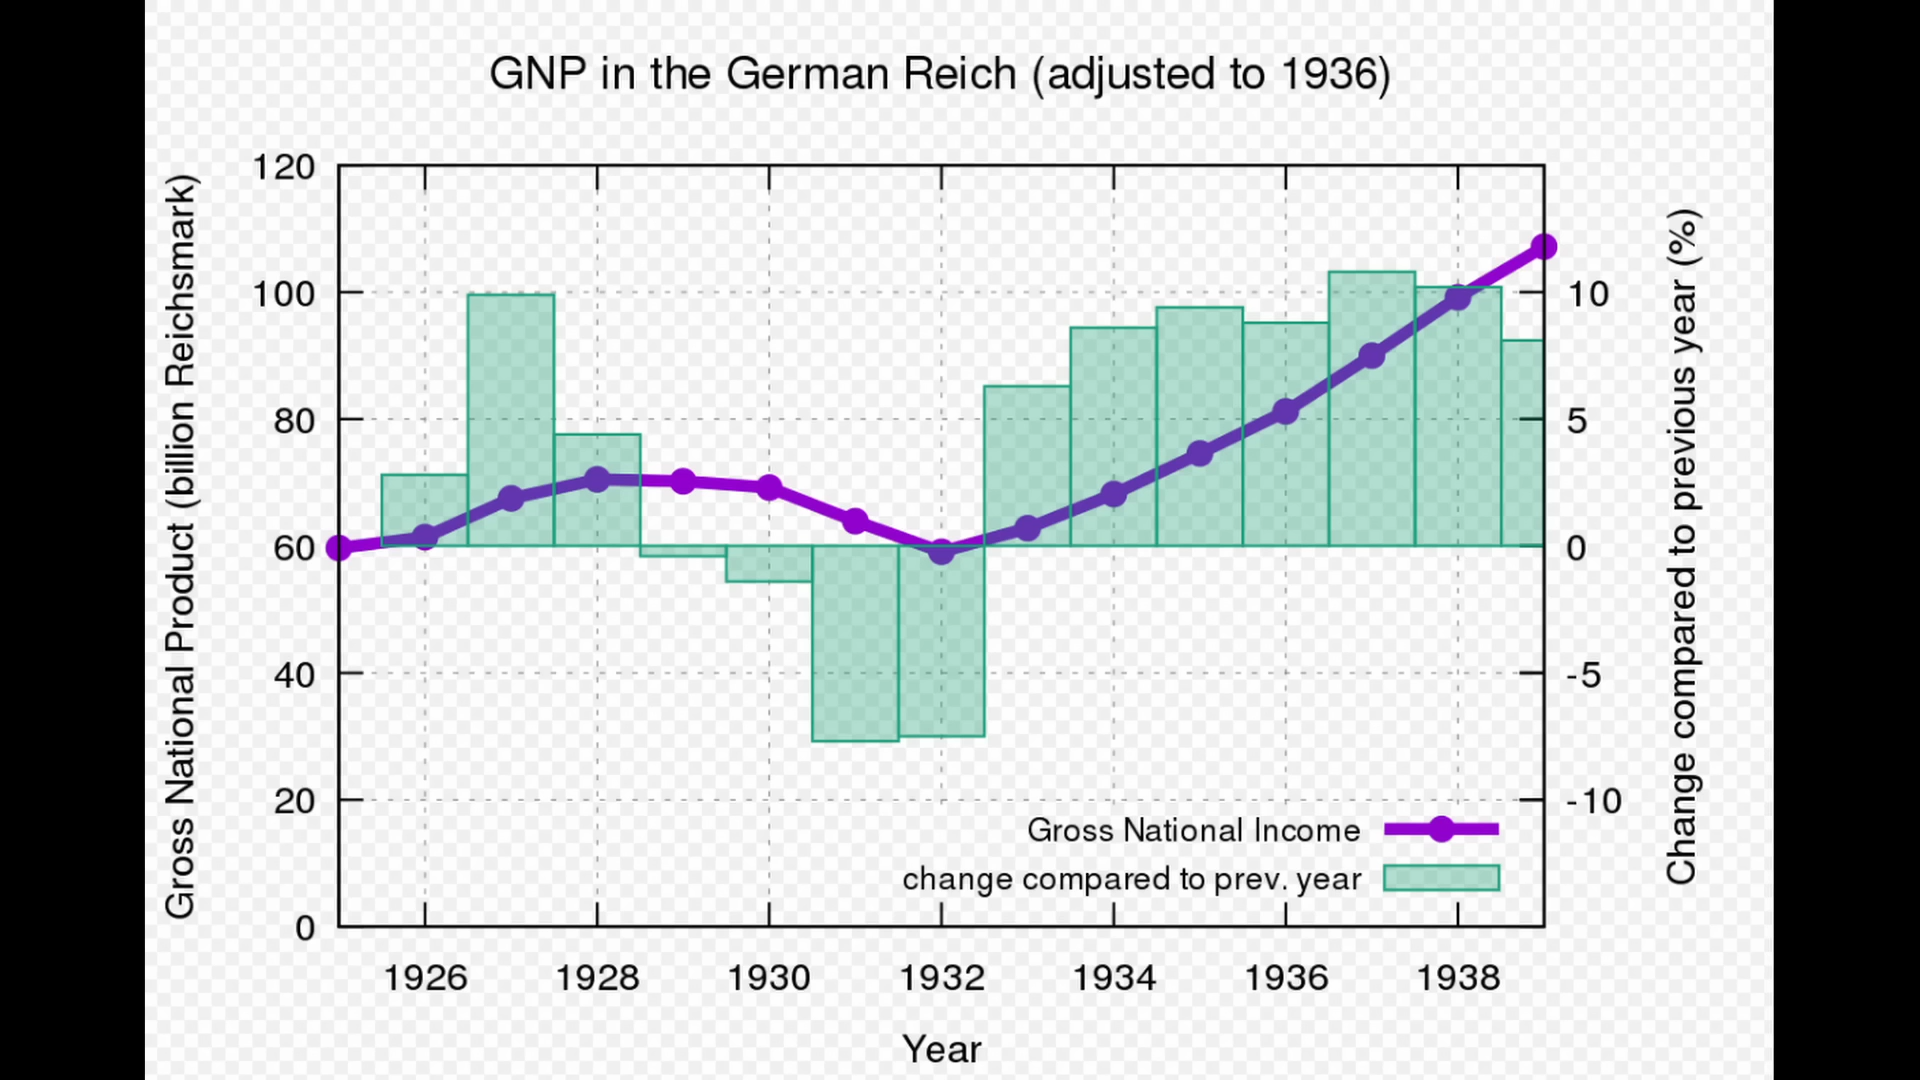 GNP in the German Reich (adjusted to 1936)
Gross National Product (billion Reichsmark)
120
100
80
60
40
20
0
10
5
0
-5
-10
Change compared to previous year (%)
Gross National Income
change compared to prev. year
1926 1928 1930 1932 1934 1936 1938
Year